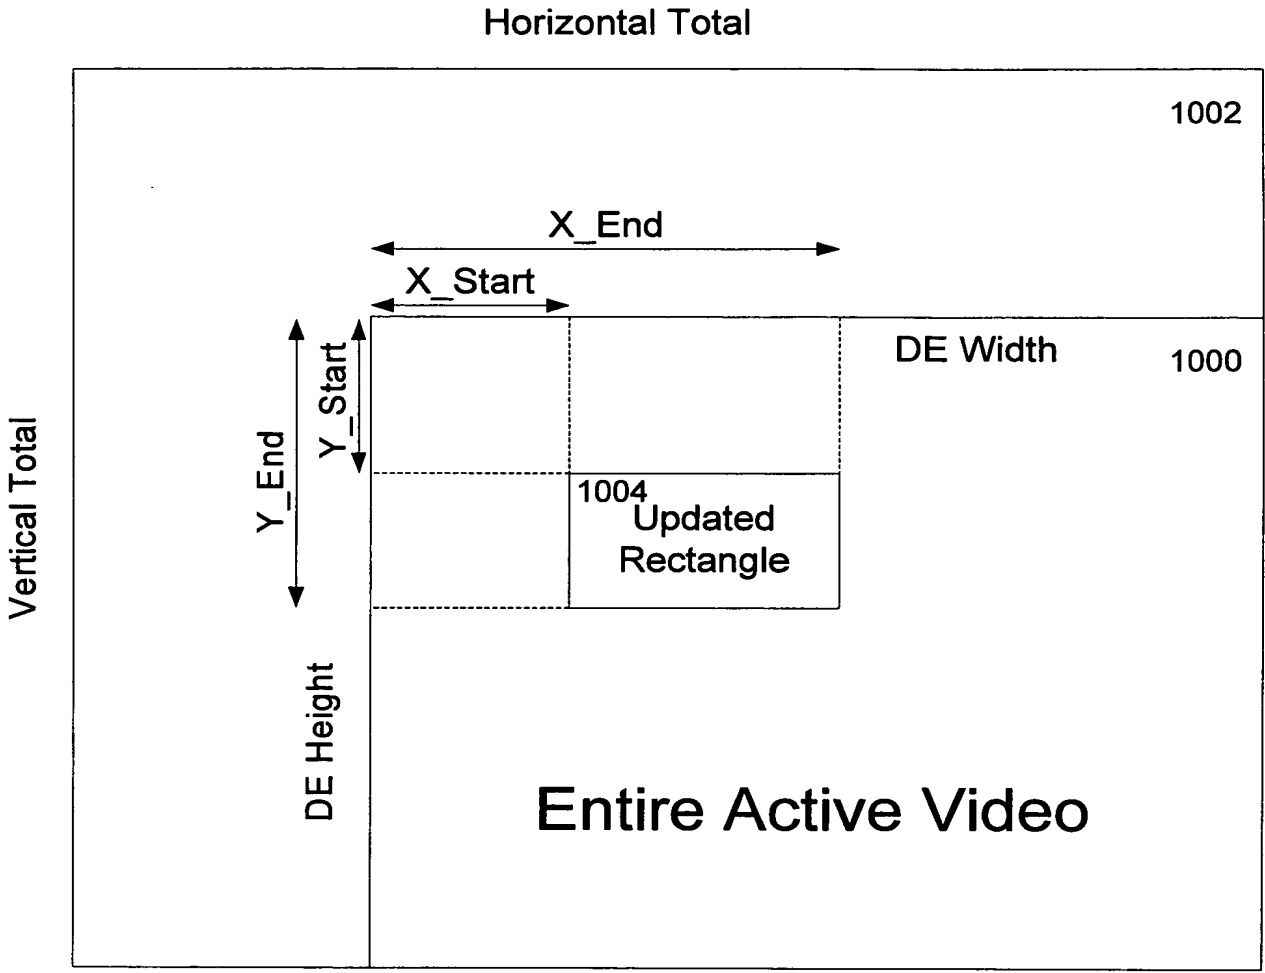 Horizontal Total
1002
X_End
X_Start
DE Width
1000
Y_Start
Y_End
Vertical Total
1004
Updated
Rectangle
DE Height
Entire Active Video